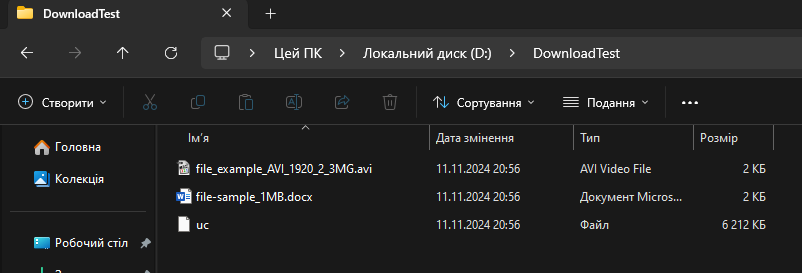 DownloadTest
Цей ПК > Локальний диск (D:) > DownloadTest
Створити Сортування Подання
Ім'я Дата змінення Тип Розмір
Головна
Колекція
Робочий стіл
file_example_AVI_1920_2_3MG.avi 11.11.2024 20:56 AVI Video File 2 КБ
file-sample_1MB.docx 11.11.2024 20:56 Документ Micros... 2 КБ
uc 11.11.2024 20:56 Файл 6 212 КБ